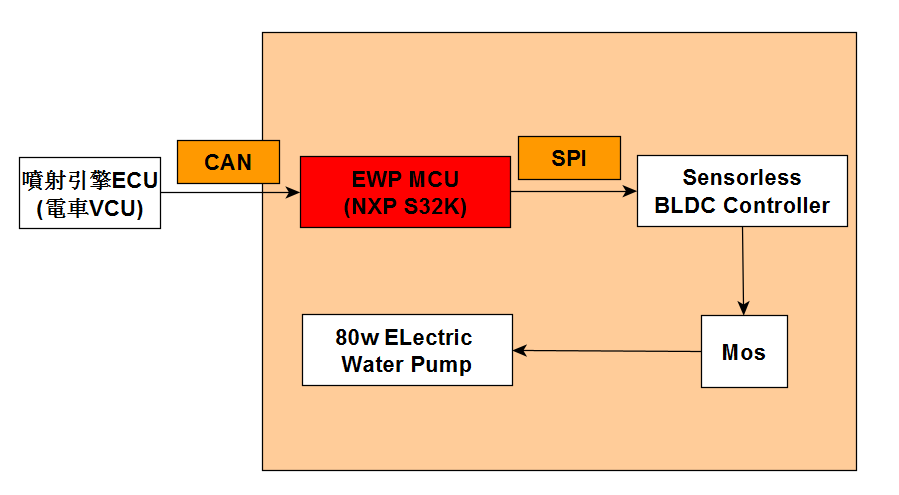 CAN
SPI
噴射引擎ECU
(電車VCU)
EWP MCU
(NXP S32K)
Sensorless
BLDC Controller
80w ELectric
Water Pump
Mos